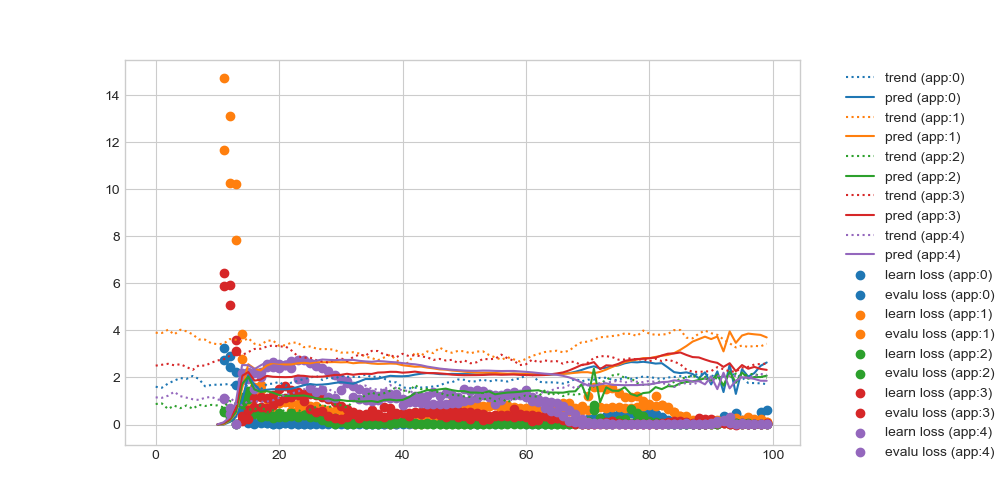 14
12
10
8
6
4
2
0
0 20 40 60 80 100
trend (app:0)
pred (app:0)
trend (app:1)
pred (app:1)
trend (app:2)
pred (app:2)
trend (app:3)
pred (app:3)
trend (app:4)
pred (app:4)
learn loss (app:0)
evalu loss (app:0)
learn loss (app:1)
evalu loss (app:1)
learn loss (app:2)
evalu loss (app:2)
learn loss (app:3)
evalu loss (app:3)
learn loss (app:4)
evalu loss (app:4)